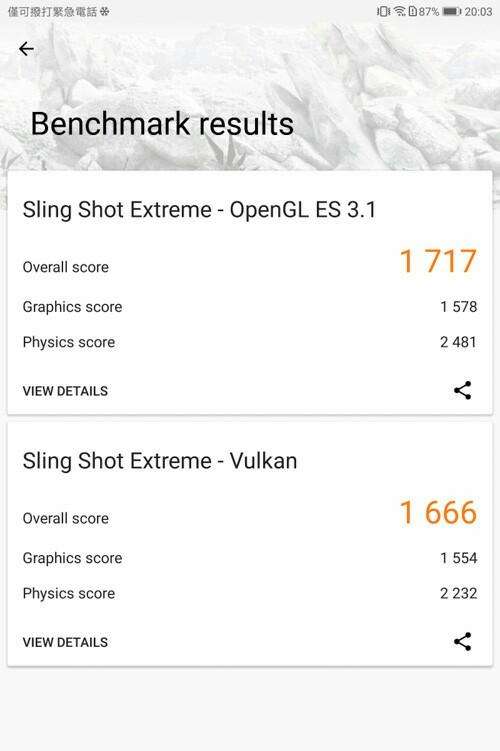 僅可撥打緊急電話 87% 20:03
Benchmark results
Sling Shot Extreme - OpenGL ES 3.1
Overall score 1 717
Graphics score 1 578
Physics score 2 481
VIEW DETAILS
Sling Shot Extreme - Vulkan
Overall score 1 666
Graphics score 1 554
Physics score 2 232
VIEW DETAILS